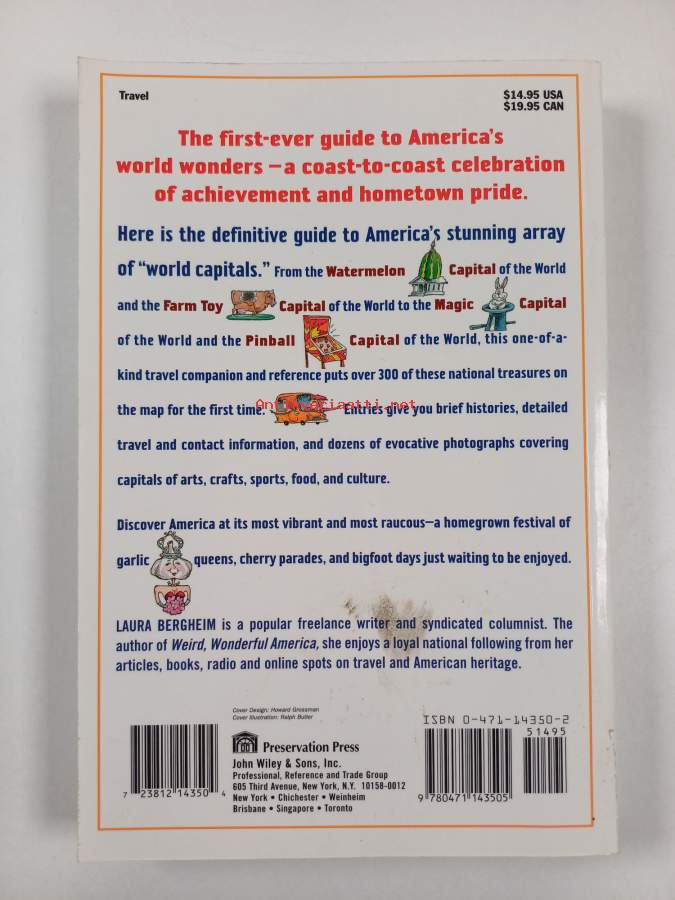 Travel
$14.95 USA
$19.95 CAN
The first-ever guide to America's
world wonders—a coast-to-coast celebration
of achievement and hometown pride.
Here is the definitive guide to America's stunning array
of "world capitals." From the Watermelon Capital of the World
and the Farm Toy Capital of the World to the Magic Capital
of the World and the Pinball Capital of the World, this one-of-a-
kind travel companion and reference puts over 300 of these national treasures on
the map for the first time. Entries give you brief histories, detailed
Antikvariaatti.net
travel and contact information, and dozens of evocative photographs covering
capitals of arts, crafts, sports, food, and culture.
Discover America at its most vibrant and most raucous—a homegrown festival of
garlic queens, cherry parades, and bigfoot days just waiting to be enjoyed.
LAURA BERGHEIM is a popular freelance writer and syndicated columnist. The
author of Weird, Wonderful America, she enjoys a loyal national following from her
articles, books, radio and online spots on travel and American heritage.
Cover Design: Howard Grossman
Cover Illustration: Ralph Butler
Preservation Press
John Wiley & Sons, Inc.
Professional, Reference and Trade Group
605 Third Avenue, New York, N.Y. 10158-0012
New York • Chichester • Weinheim
Brisbane • Singapore • Toronto
7 23812 14350 4
ISBN 0-471-14350-2
51495
9 780471 143505